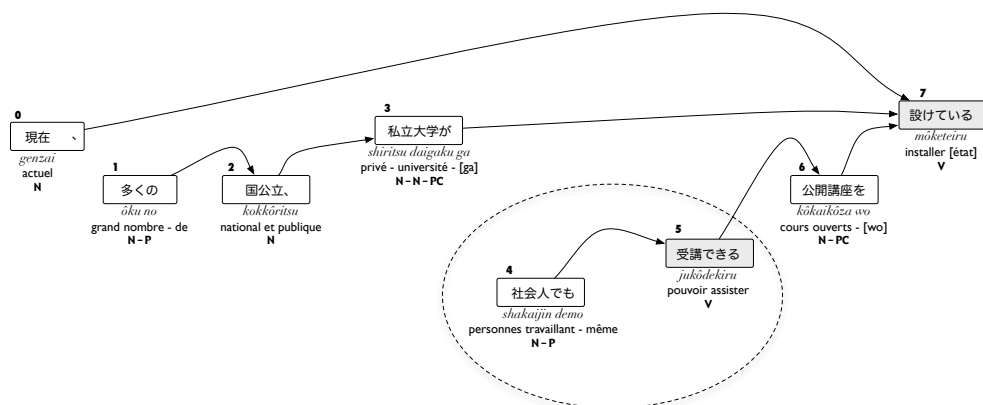 0
現在 、
genzai
actuel
N
1
多くの
ôku no
grand nombre - de
N – P
2
国公立、
kokkôritsu
national et publique
N
3
私立大学が
shiritsu daigaku ga
privé - université - [ga]
N – N – PC
4
社会人でも
shakaijin demo
personnes travaillant - même
N – P
5
受講できる
jukôdekiru
pouvoir assister
V
6
公開講座を
kôkaikôza wo
cours ouverts - [wo]
N – PC
7
設けている
môketeiru
installer [état]
V